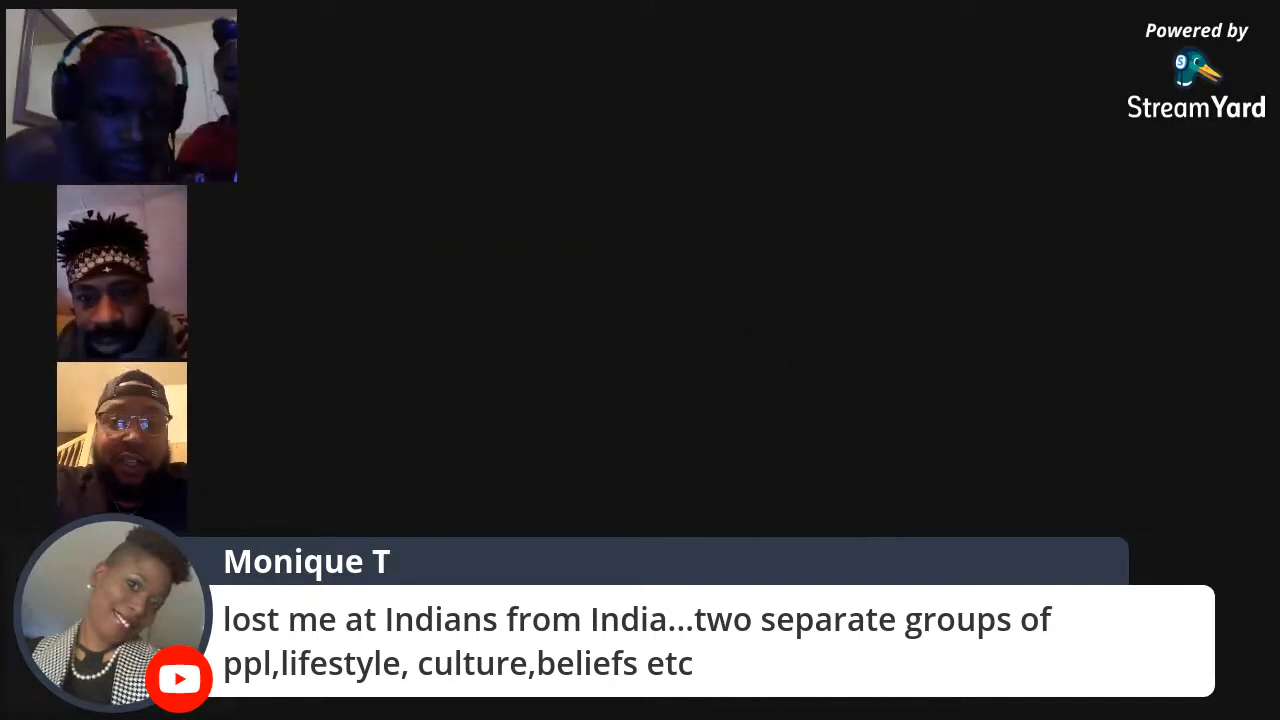 Powered by
StreamYard
Monique T
lost me at Indians from India...two separate groups of
ppl,lifestyle, culture,beliefs etc